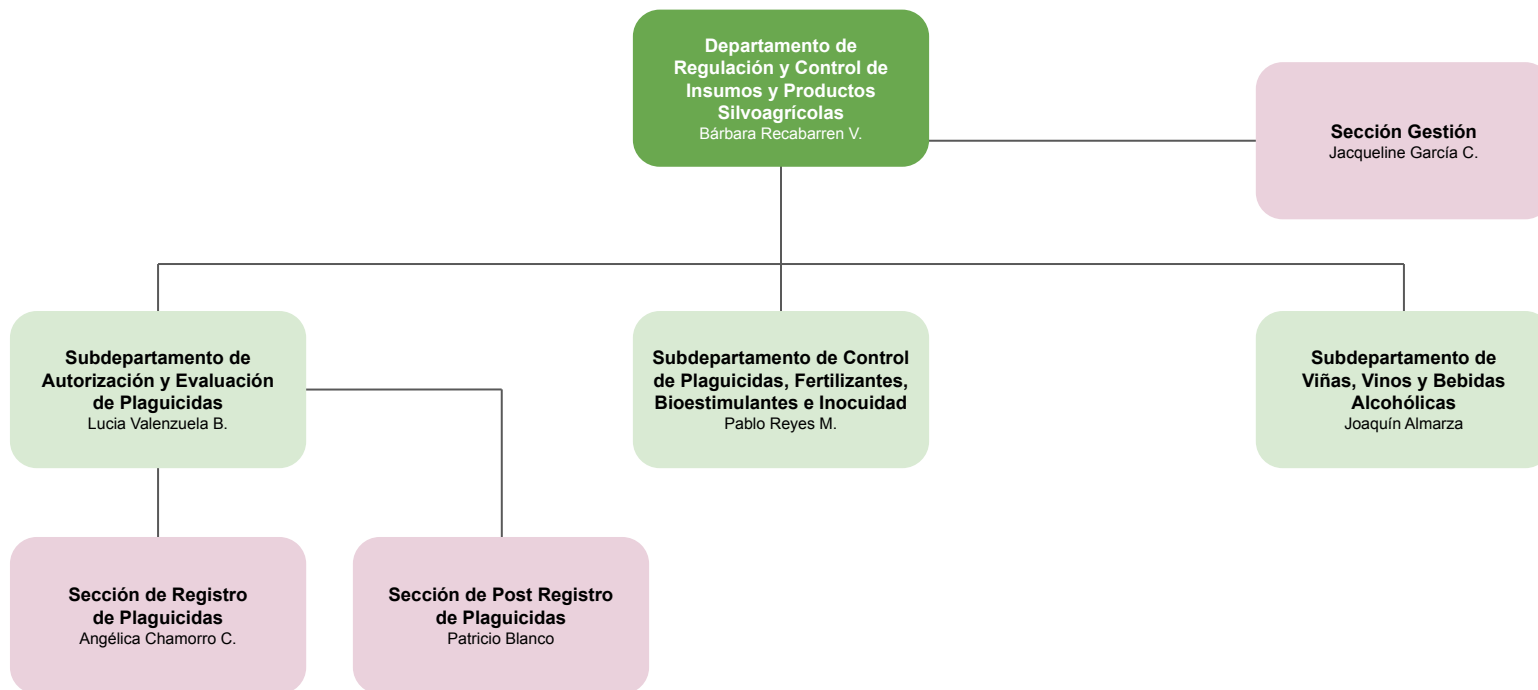 Departamento de
Regulación y Control de
Insumos y Productos
Silvoagrícolas
Bárbara Recabarren V.
Sección Gestión
Jacqueline García C.
Subdepartamento de
Autorización y Evaluación
de Plaguicidas
Lucia Valenzuela B.
Subdepartamento de Control
de Plaguicidas, Fertilizantes,
Bioestimulantes e Inocuidad
Pablo Reyes M.
Subdepartamento de
Viñas, Vinos y Bebidas
Alcohólicas
Joaquín Almarza
Sección de Registro
de Plaguicidas
Angélica Chamorro C.
Sección de Post Registro
de Plaguicidas
Patricio Blanco